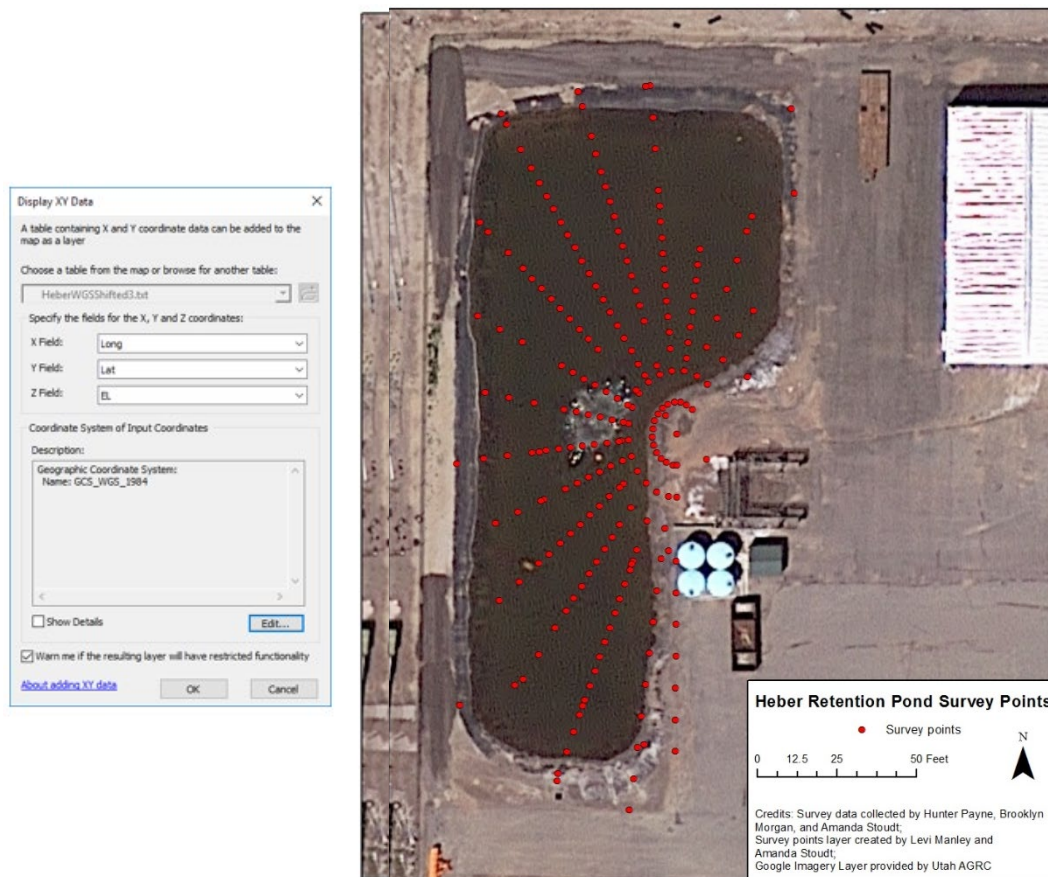 Display XY Data
A table containing X and Y coordinate data can be added to the
map as a layer
Choose a table from the map or browse for another table:
HeberWGSShifted3.txt
Specify the fields for the X, Y and Z coordinates:
X Field:
Long
Y Field:
Lat
Z Field:
EL
Coordinate System of Input Coordinates
Description:
Geographic Coordinate System:
Name: GCS_WGS_1984
Show Details
Edit...
Warn me if the resulting layer will have restricted functionality
About adding XY data
OK
Cancel
Heber Retention Pond Survey Points
Survey points
N
0 12.5 25 50 Feet
Credits: Survey data collected by Hunter Payne, Brooklyn
Morgan, and Amanda Stoudt;
Survey points layer created by Levi Manley and
Amanda Stoudt;
Google Imagery Layer provided by Utah AGRC